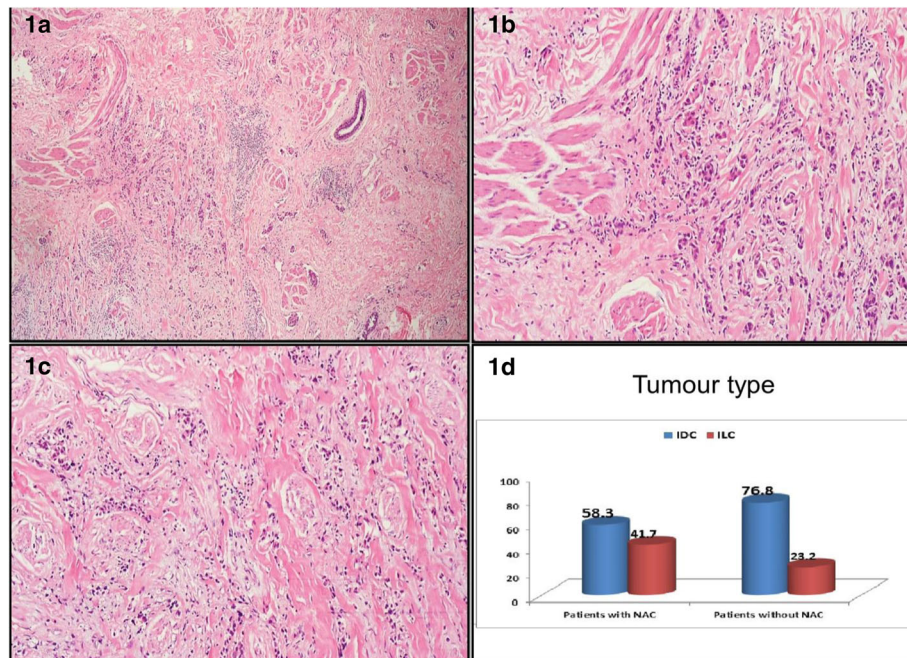 1a
1b
1c
1d
Tumour type
IDC ILC
100
80
60
40
20
0
58.3
41.7
76.8
23.2
Patients with NAC
Patients without NAC